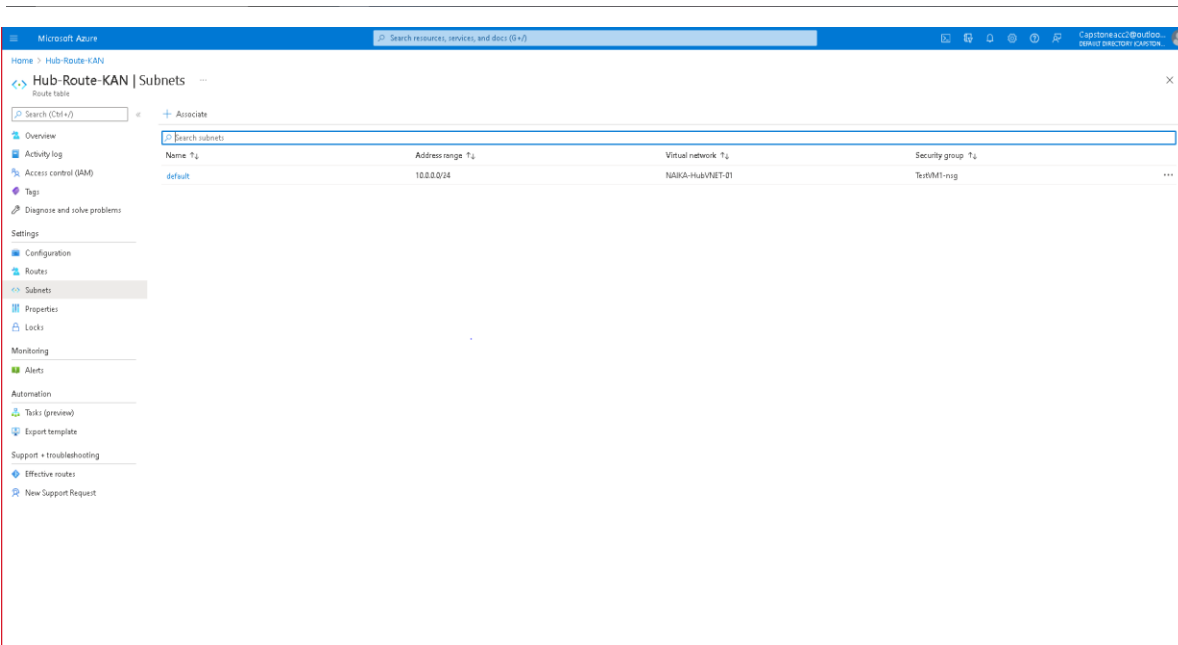 Microsoft Azure
Search resources, services, and docs (G+/)
Capstoneacc2@outloo...
DEFAULT DIRECTORY (CAPSTON...
Home > Hub-Route-KAN
Hub-Route-KAN | Subnets ...
Route table
Search (Ctrl+/)
+ Associate
Search subnets
Name ↑↓ Address range ↑↓ Virtual network ↑↓ Security group ↑↓
default 10.0.0.0/24 NAIKA-HubVNET-01 TestVM1-nsg ...
Overview
Activity log
Access control (IAM)
Tags
Diagnose and solve problems
Settings
Configuration
Routes
Subnets
Properties
Locks
Monitoring
Alerts
Automation
Tasks (preview)
Export template
Support + troubleshooting
Effective routes
New Support Request